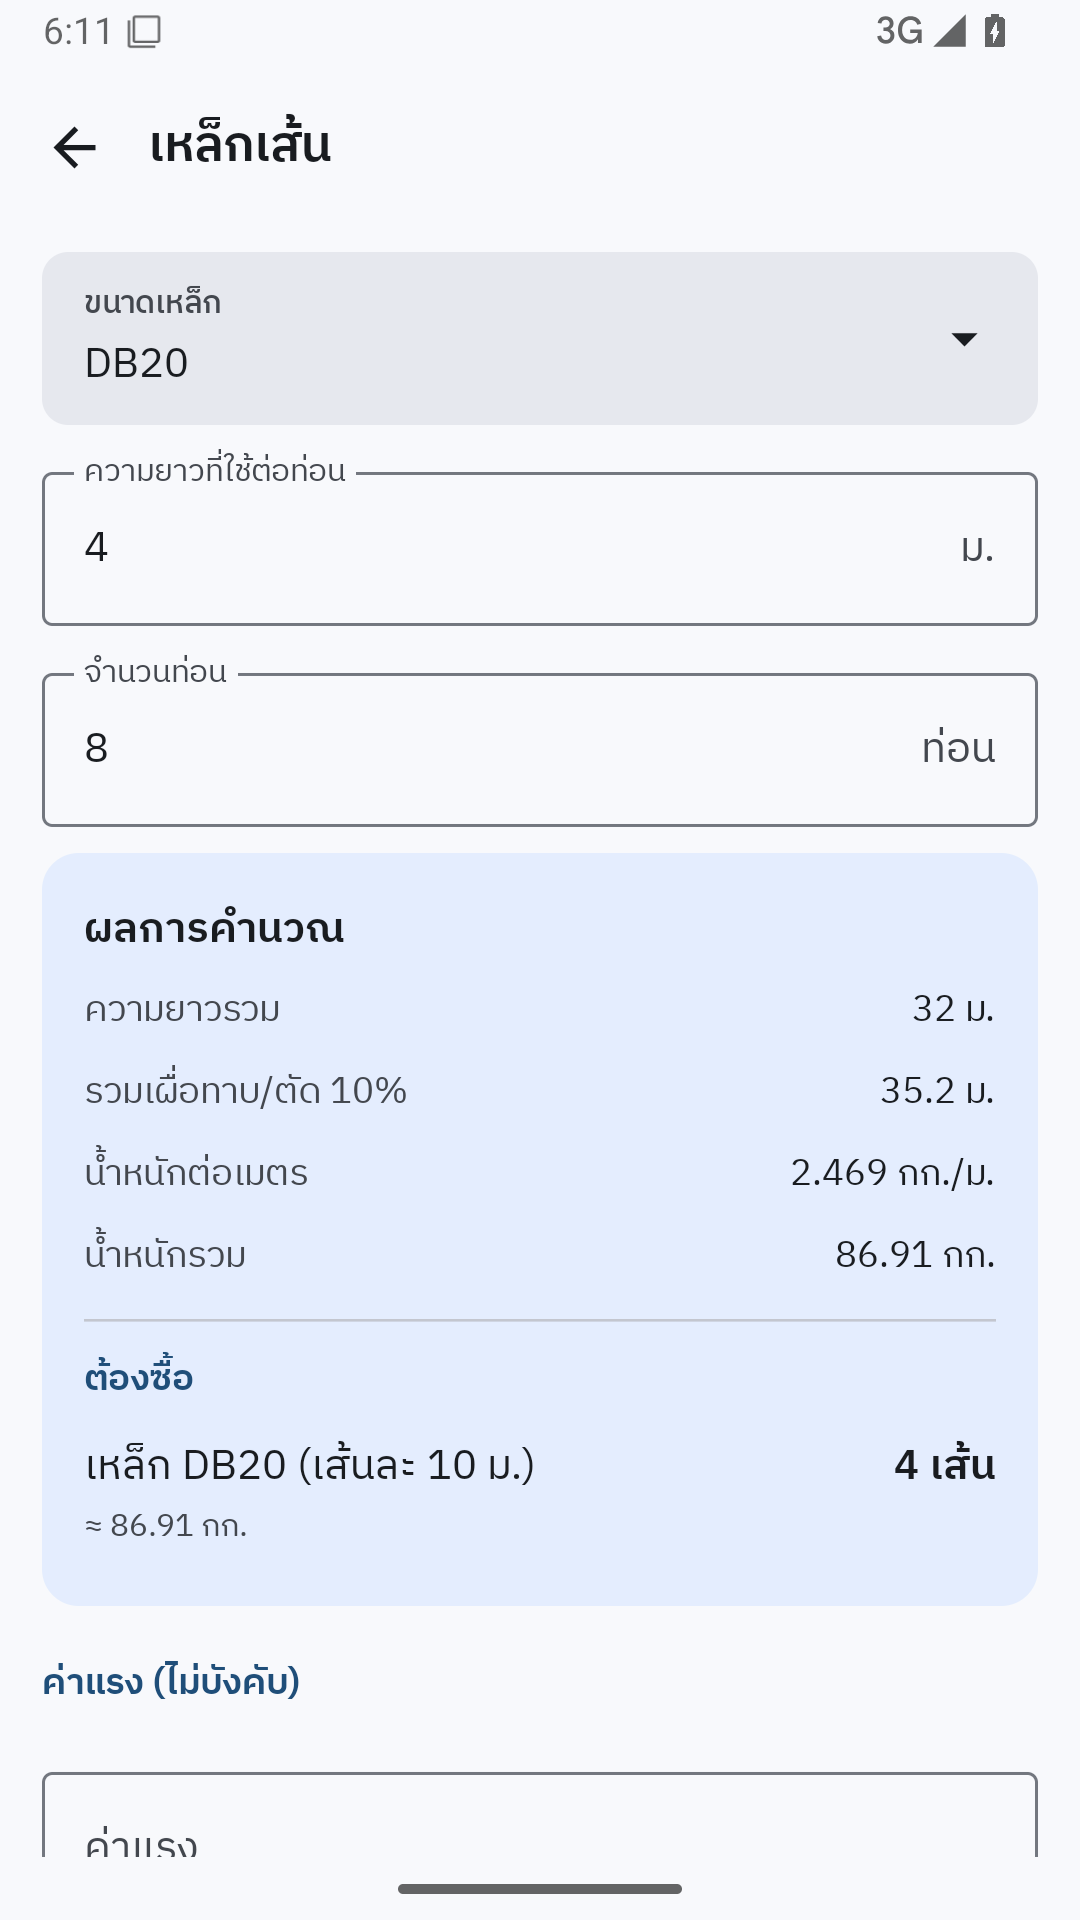 6:11
3G
เหล็กเส้น
ขนาดเหล็ก
DB20
ความยาวที่ใช้ต่อท่อน
4 ม.
จำนวนท่อน
8 ท่อน
ผลการคำนวณ
ความยาวรวม 32 ม.
รวมเผื่อทาบ/ตัด 10% 35.2 ม.
น้ำหนักต่อเมตร 2.469 กก./ม.
น้ำหนักรวม 86.91 กก.
ต้องซื้อ
เหล็ก DB20 (เส้นละ 10 ม.) 4 เส้น
≈ 86.91 กก.
ค่าแรง (ไม่บังคับ)
ค่าแรง